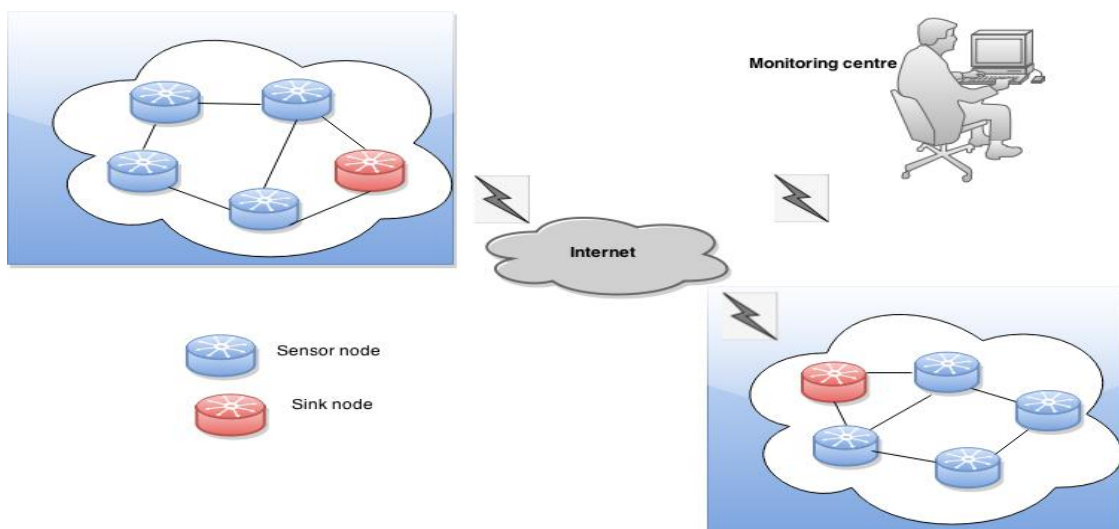 Monitoring centre
Internet
Sensor node
Sink node